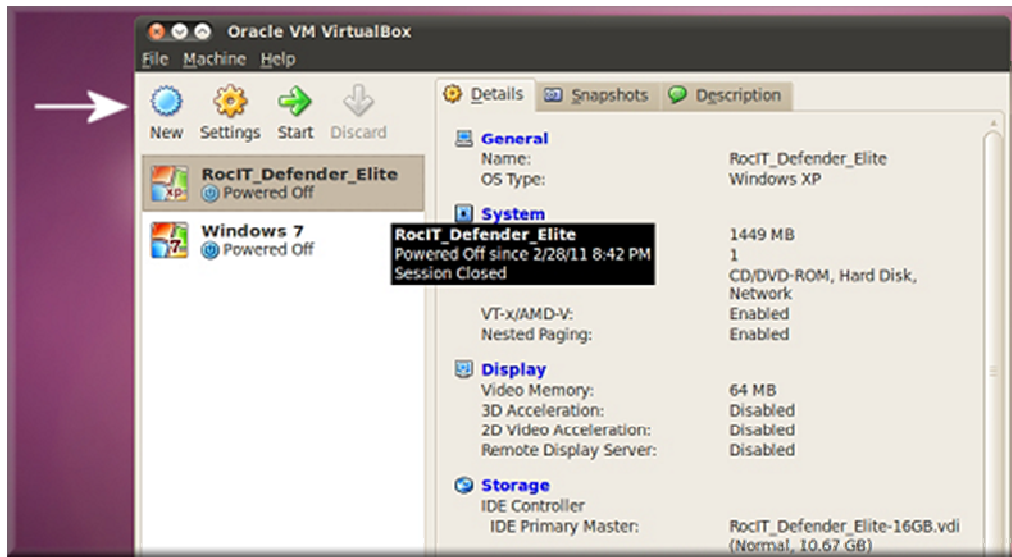 Oracle VM VirtualBox
File Machine Help
New Settings Start Discard
RocIT_Defender_Elite
Powered Off
Windows 7
Powered Off
RocIT_Defender_Elite
Powered Off since 2/28/11 8:42 PM
Session Closed
Details Snapshots Description
General
Name: RocIT_Defender_Elite
OS Type: Windows XP
System
1449 MB
1
CD/DVD-ROM, Hard Disk,
Network
VT-x/AMD-V: Enabled
Nested Paging: Enabled
Display
Video Memory: 64 MB
3D Acceleration: Disabled
2D Video Acceleration: Disabled
Remote Display Server: Disabled
Storage
IDE Controller
IDE Primary Master: RocIT_Defender_Elite-16GB.vdi
(Normal, 10.67 GB)